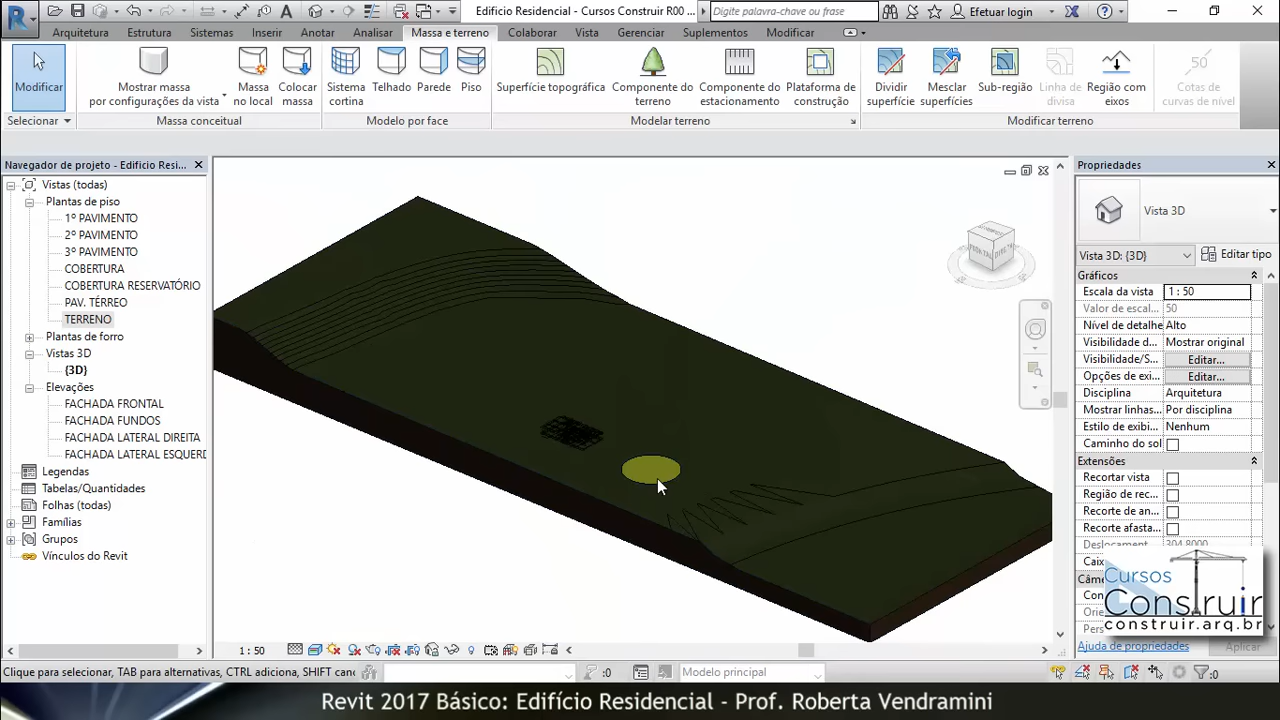 Edificio Residencial - Cursos Construir R00 ...
Digite palavra-chave ou frase
Efetuar login
Arquitetura Estrutura Sistemas Inserir Anotar Analisar Massa e terreno Colaborar Vista Gerenciar Suplementos Modificar
Modificar
Mostrar massa
por configurações da vista
Massa
no local
Colocar
massa
Sistema
cortina
Telhado
Parede
Piso
Superfície topográfica
Componente do
terreno
Componente do
estacionamento
Plataforma de
construção
Dividir
superfície
Mesclar
superfícies
Sub-região
Linha de
divisa
Região com
eixos
50
Cotas de
curvas de nível
Selecionar
Massa conceitual
Modelo por face
Modelar terreno
Modificar terreno
Navegador de projeto - Edificio Resi...
Vistas (todas)
Plantas de piso
1º PAVIMENTO
2º PAVIMENTO
3º PAVIMENTO
COBERTURA
COBERTURA RESERVATÓRIO
PAV. TÉRREO
TERRENO
Plantas de forro
Vistas 3D
{3D}
Elevações
FACHADA FRONTAL
FACHADA FUNDOS
FACHADA LATERAL DIREITA
FACHADA LATERAL ESQUERD
Legendas
Tabelas/Quantidades
Folhas (todas)
Famílias
Grupos
Vínculos do Revit
Propriedades
Vista 3D
Vista 3D: {3D}
Editar tipo
Gráficos
Escala da vista 1 : 50
Valor de escal... 50
Nível de detalhe Alto
Visibilidade d... Mostrar original
Visibilidade/S... Editar...
Opções de exi... Editar...
Disciplina Arquitetura
Mostrar linhas... Por disciplina
Estilo de exibi... Nenhum
Caminho do sol
Extensões
Recortar vista
Região de rec...
Recorte de an...
Recorte afasta...
Deslocament... 304.8000
Caix
Câme
Con
Orie
Pers
Cursos
Construir
construir.arq.br
Ajuda de propriedades
Aplicar
1 : 50
Clique para selecionar, TAB para alternativas, CTRL adiciona, SHIFT canc
:0
Modelo principal
:0
Revit 2017 Básico: Edifício Residencial - Prof. Roberta Vendramini